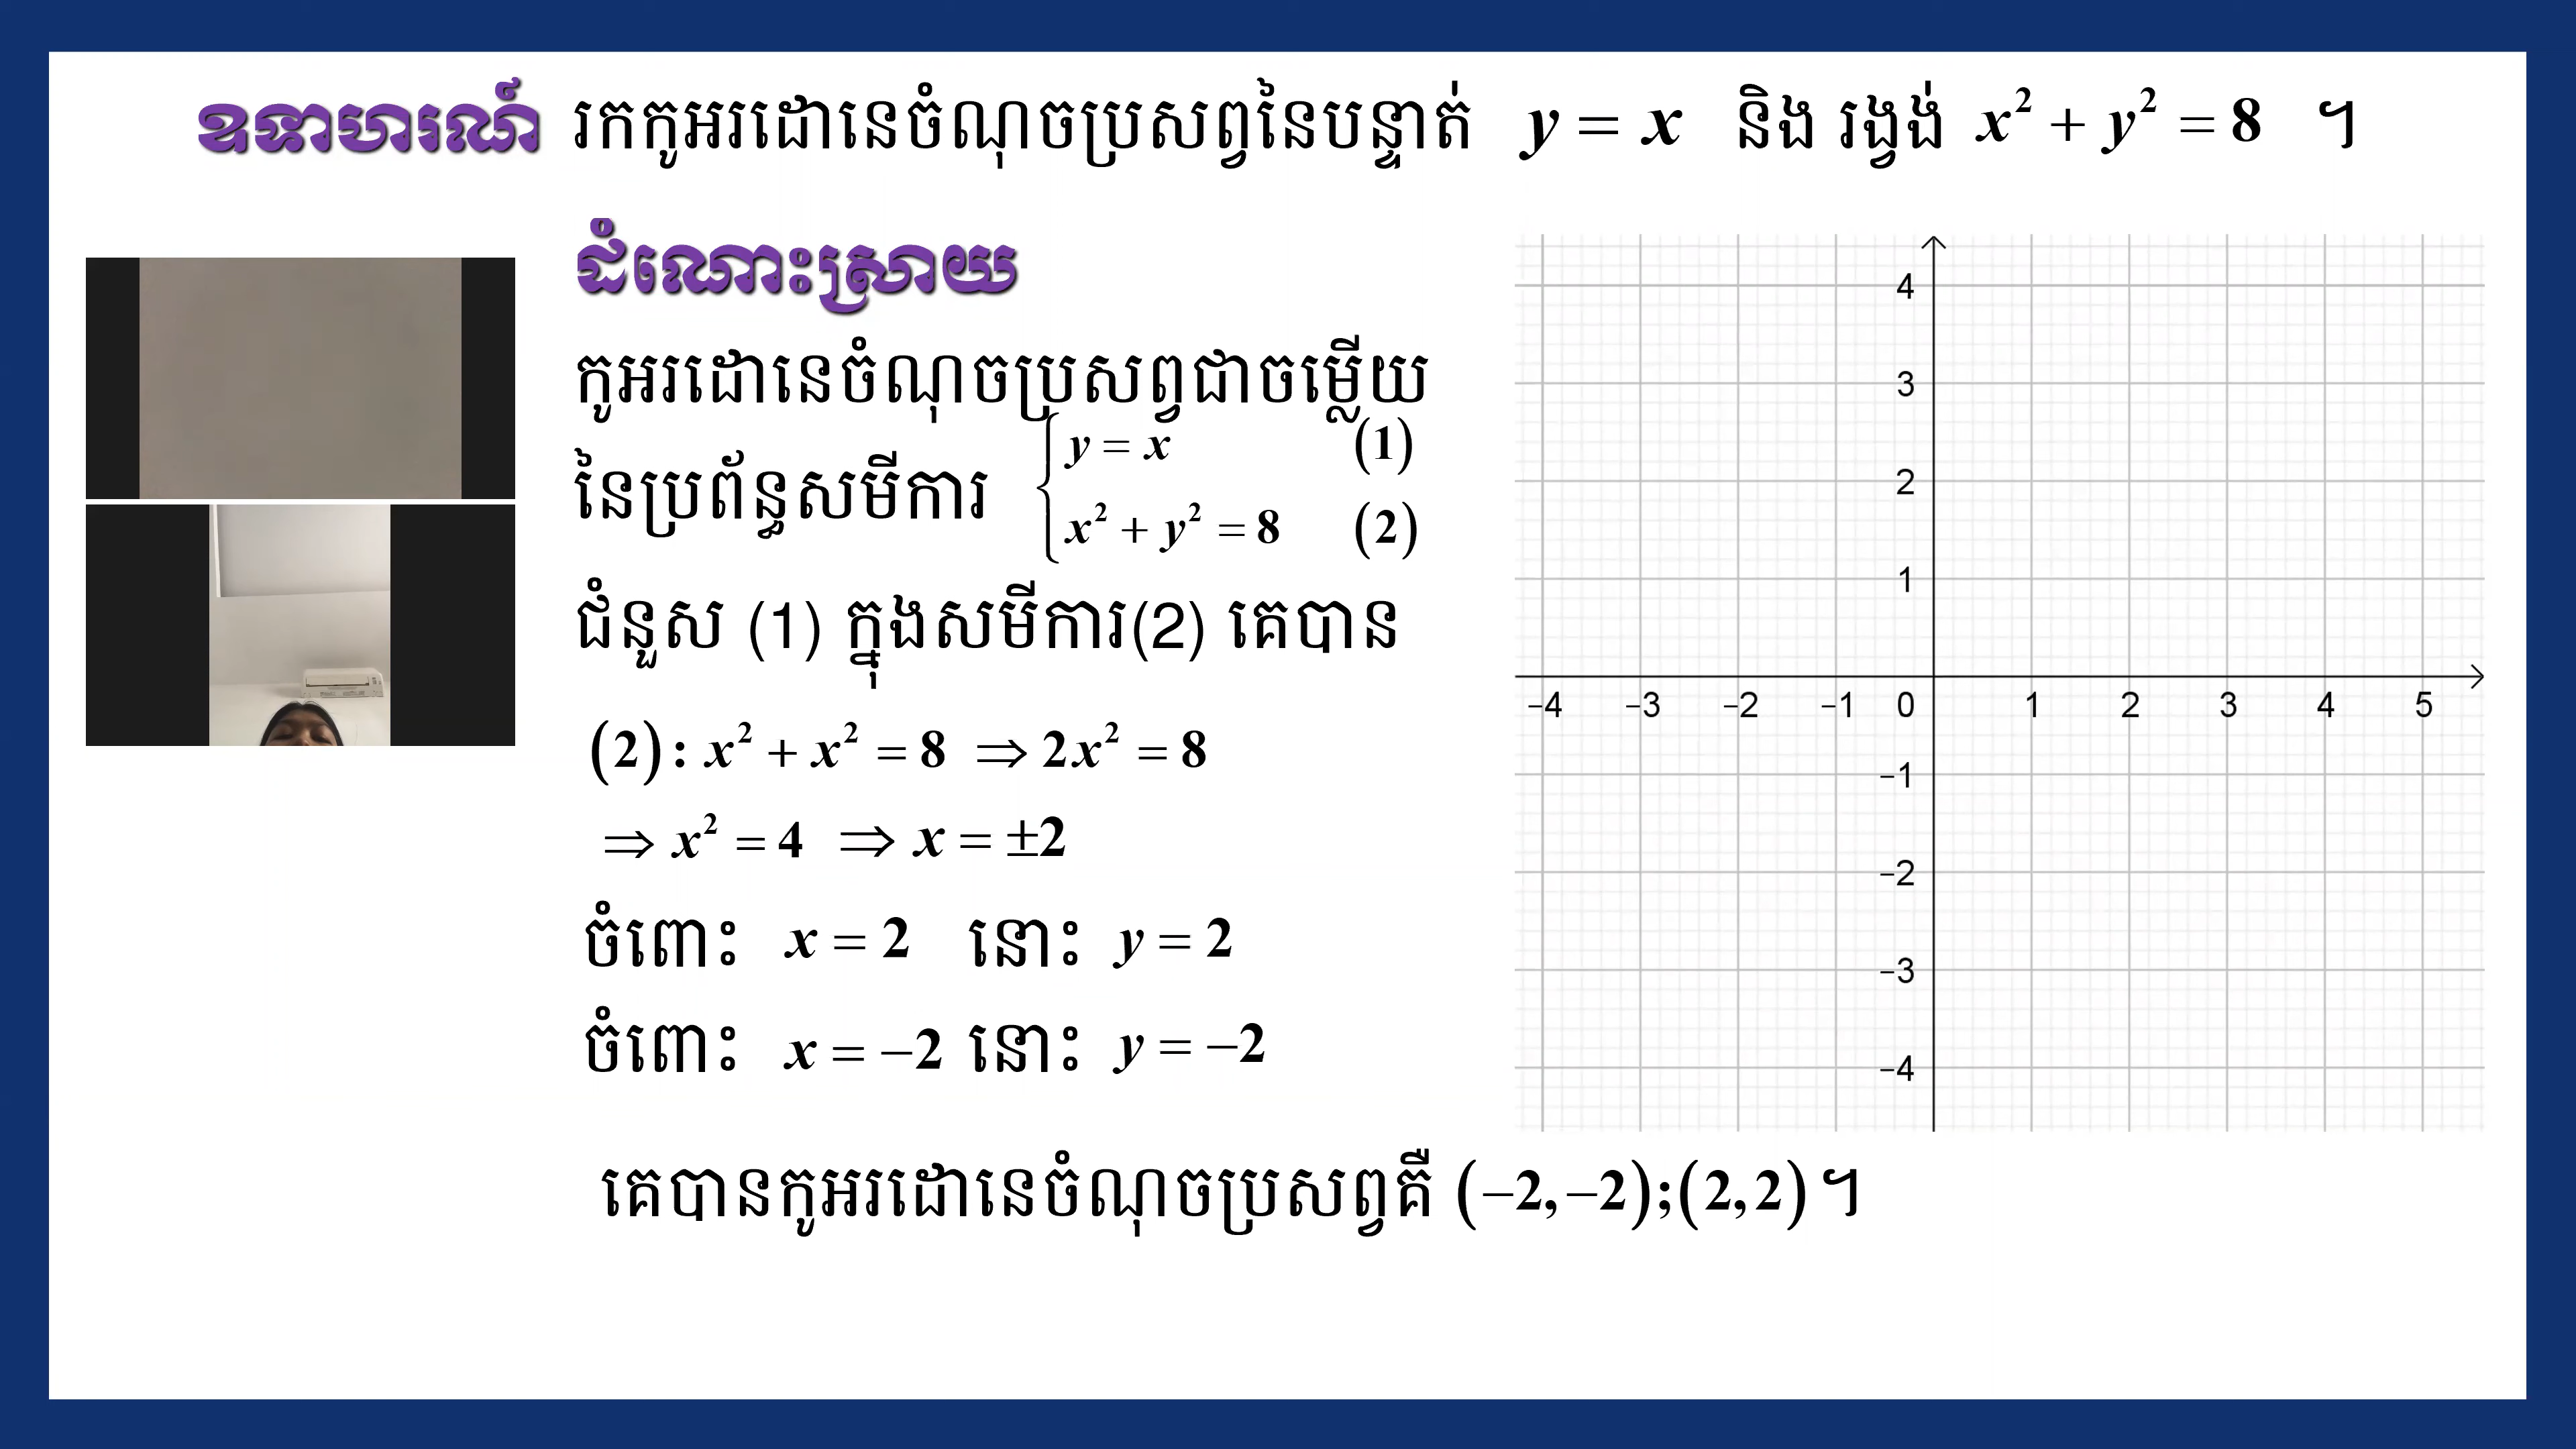 ឧទាហរណ៍ រកកូអរដោនេចំណុចប្រសព្វនៃបន្ទាត់ y = x និង រង្វង់ x² + y² = 8 ។
ដំណោះស្រាយ
កូអរដោនេចំណុចប្រសព្វជាចម្លើយ
នៃប្រព័ន្ធសមីការ { y = x (1)
x² + y² = 8 (2)
ជំនួស (1) ក្នុងសមីការ(2) គេបាន
(2) : x² + x² = 8 ⇒ 2x² = 8
⇒ x² = 4 ⇒ x = ±2
ចំពោះ x = 2 នោះ y = 2
ចំពោះ x = −2 នោះ y = −2
គេបានកូអរដោនេចំណុចប្រសព្វគឺ (−2,−2);(2,2) ។
4
3
2
1
−4 −3 −2 −1 0 1 2 3 4 5
−1
−2
−3
−4